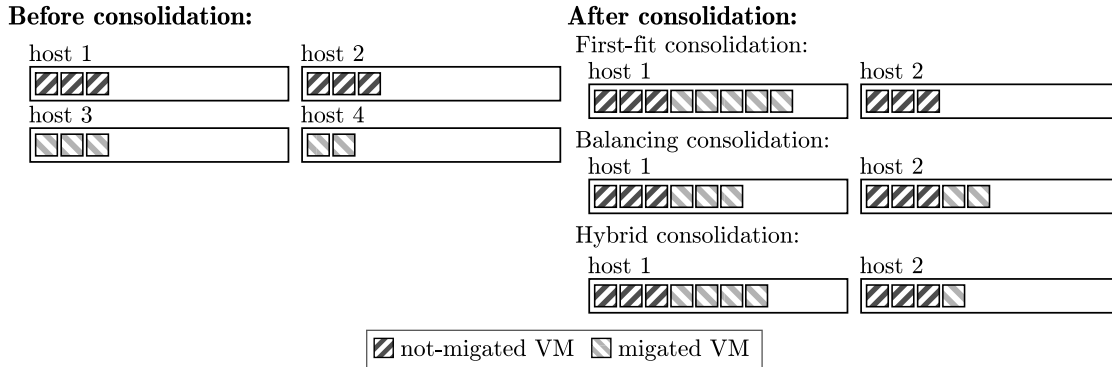 Before consolidation:
host 1
host 2
host 3
host 4
After consolidation:
First-fit consolidation:
host 1
host 2
Balancing consolidation:
host 1
host 2
Hybrid consolidation:
host 1
host 2
not-migated VM
migated VM